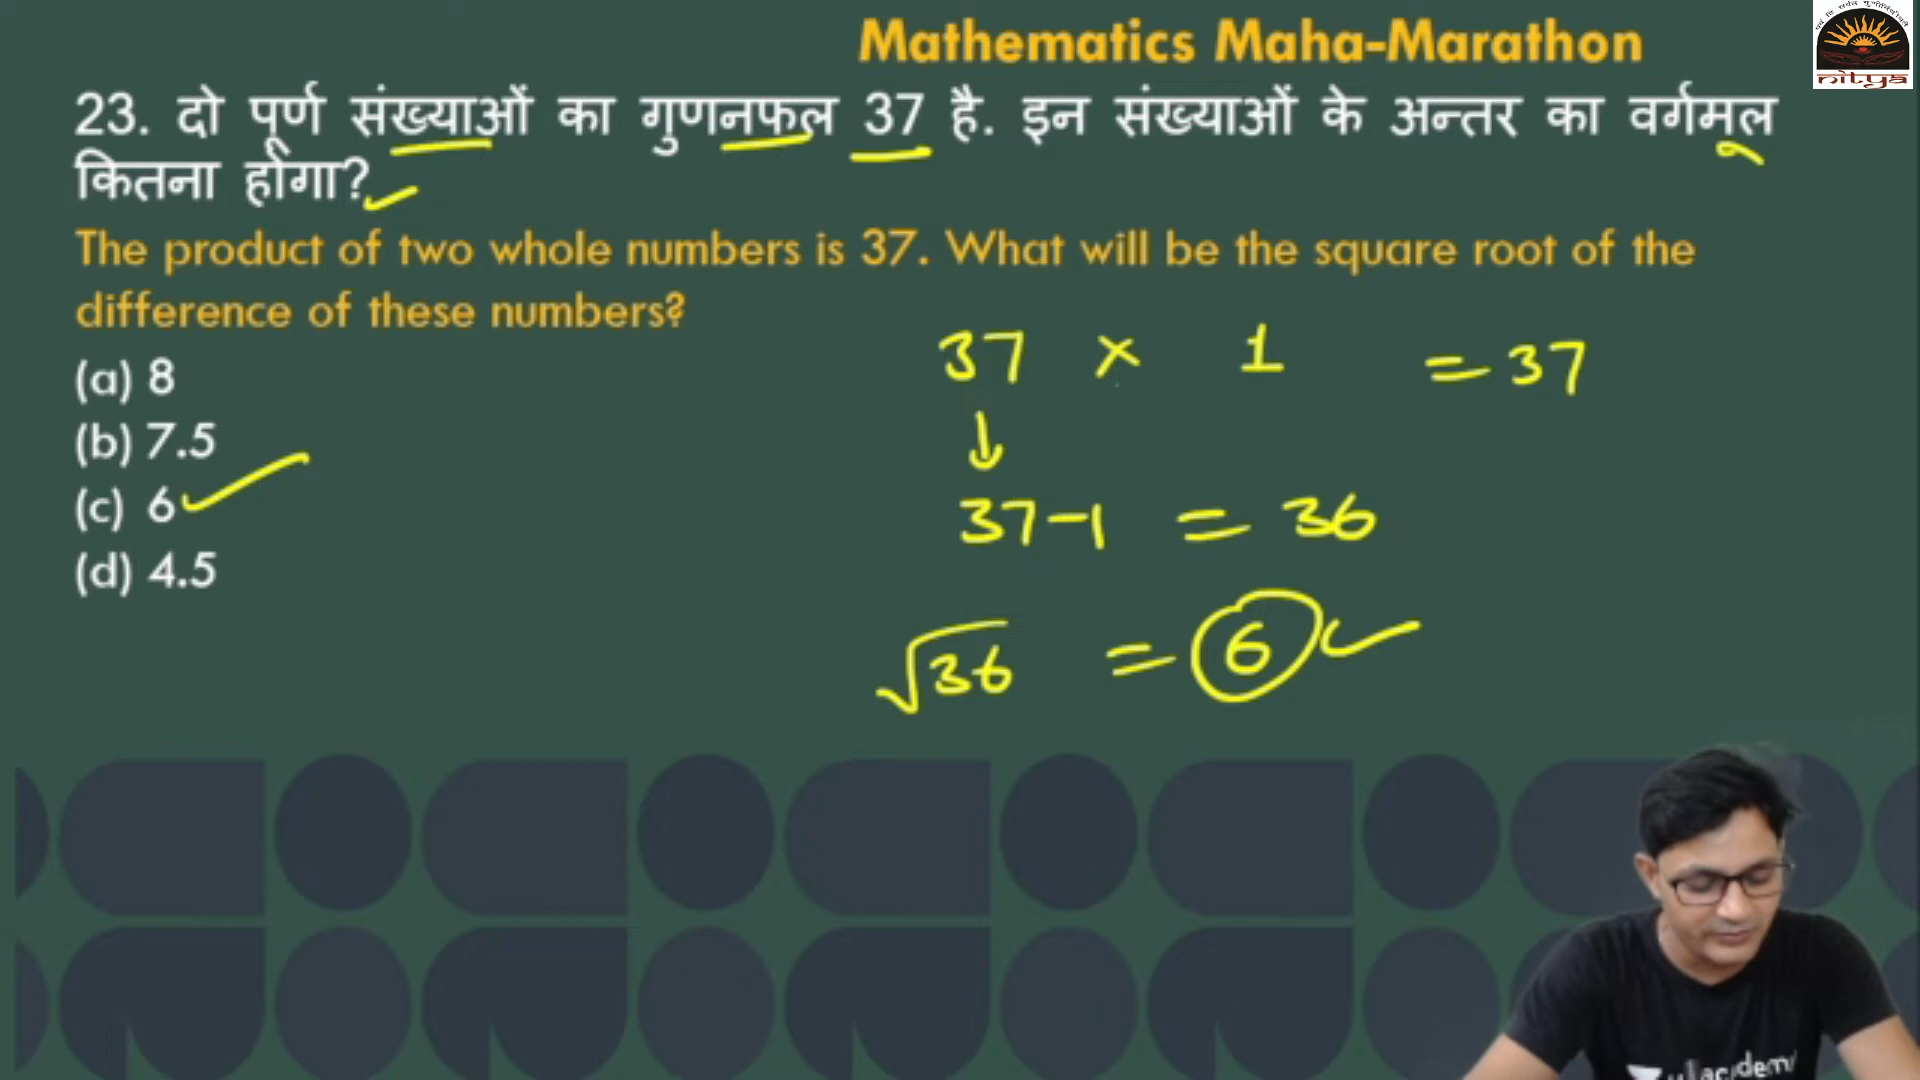 Mathematics Maha-Marathon
nitya
23. दो पूर्ण संख्याओं का गुणनफल 37 है. इन संख्याओं के अन्तर का वर्गमूल
कितना होगा?
The product of two whole numbers is 37. What will be the square root of the
difference of these numbers?
(a) 8
(b) 7.5
(c) 6
(d) 4.5
37 × 1 = 37
37-1 = 36
√36 = 6